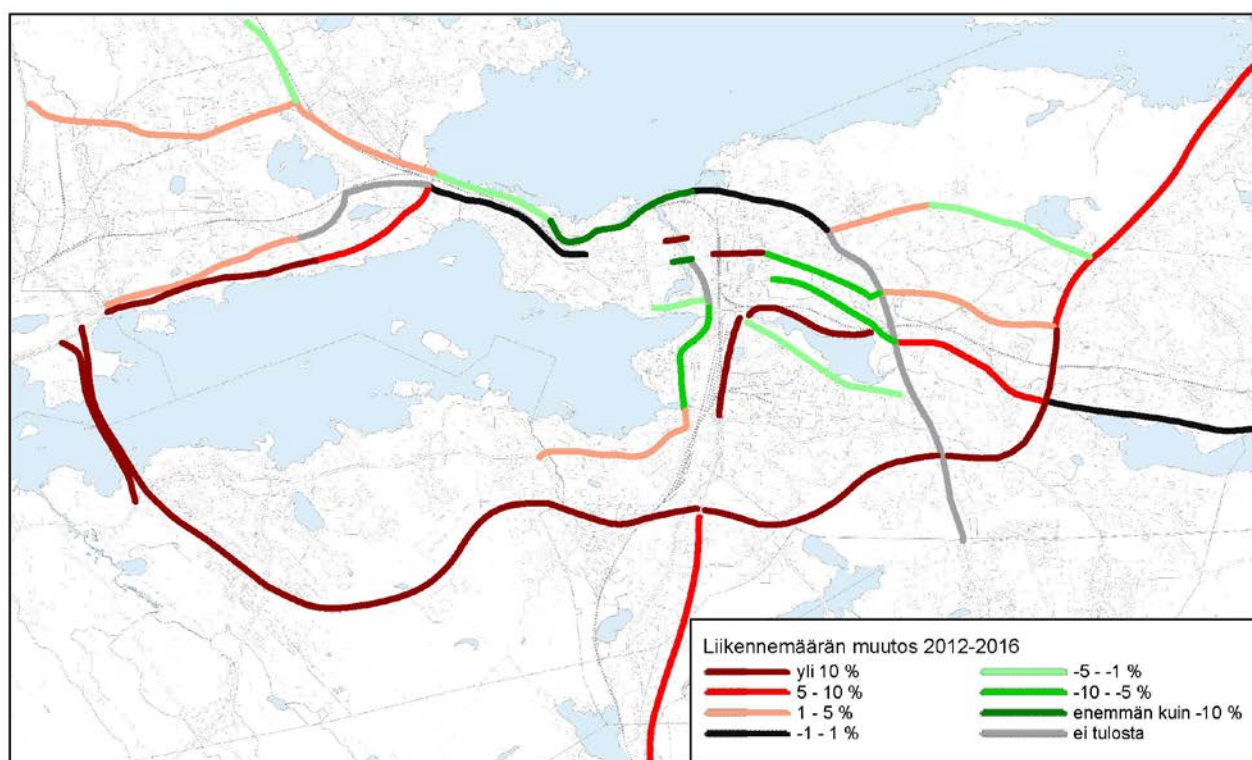 Liikennemäärän muutos 2012-2016
yli 10 %
5 - 10 %
1 - 5 %
-1 - 1 %
-5 - -1 %
-10 - -5 %
enemmän kuin -10 %
ei tulosta